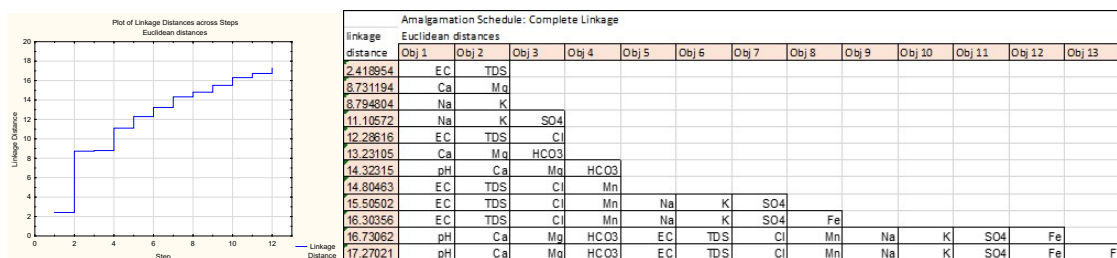 Plot of Linkage Distances across Steps
Euclidean distances
20
18
16
14
12
10
8
6
4
2
0
0 2 4 6 8 10 12
Linkage Distance
Step
Linkage
Distance
Amalgamation Schedule: Complete Linkage
linkage Euclidean distances
distance Obj 1 Obj 2 Obj 3 Obj 4 Obj 5 Obj 6 Obj 7 Obj 8 Obj 9 Obj 10 Obj 11 Obj 12 Obj 13
2.418954 EC TDS
8.731194 Ca Mg
8.794804 Na K
11.10572 Na K SO4
12.28616 EC TDS Cl
13.23105 Ca Mg HCO3
14.32315 pH Ca Mg HCO3
14.80463 EC TDS Cl Mn
15.50502 EC TDS Cl Mn Na K SO4
16.30356 EC TDS Cl Mn Na K SO4 Fe
16.73062 pH Ca Mg HCO3 EC TDS Cl Mn Na K SO4 Fe
17.27021 pH Ca Mg HCO3 EC TDS Cl Mn Na K SO4 Fe F